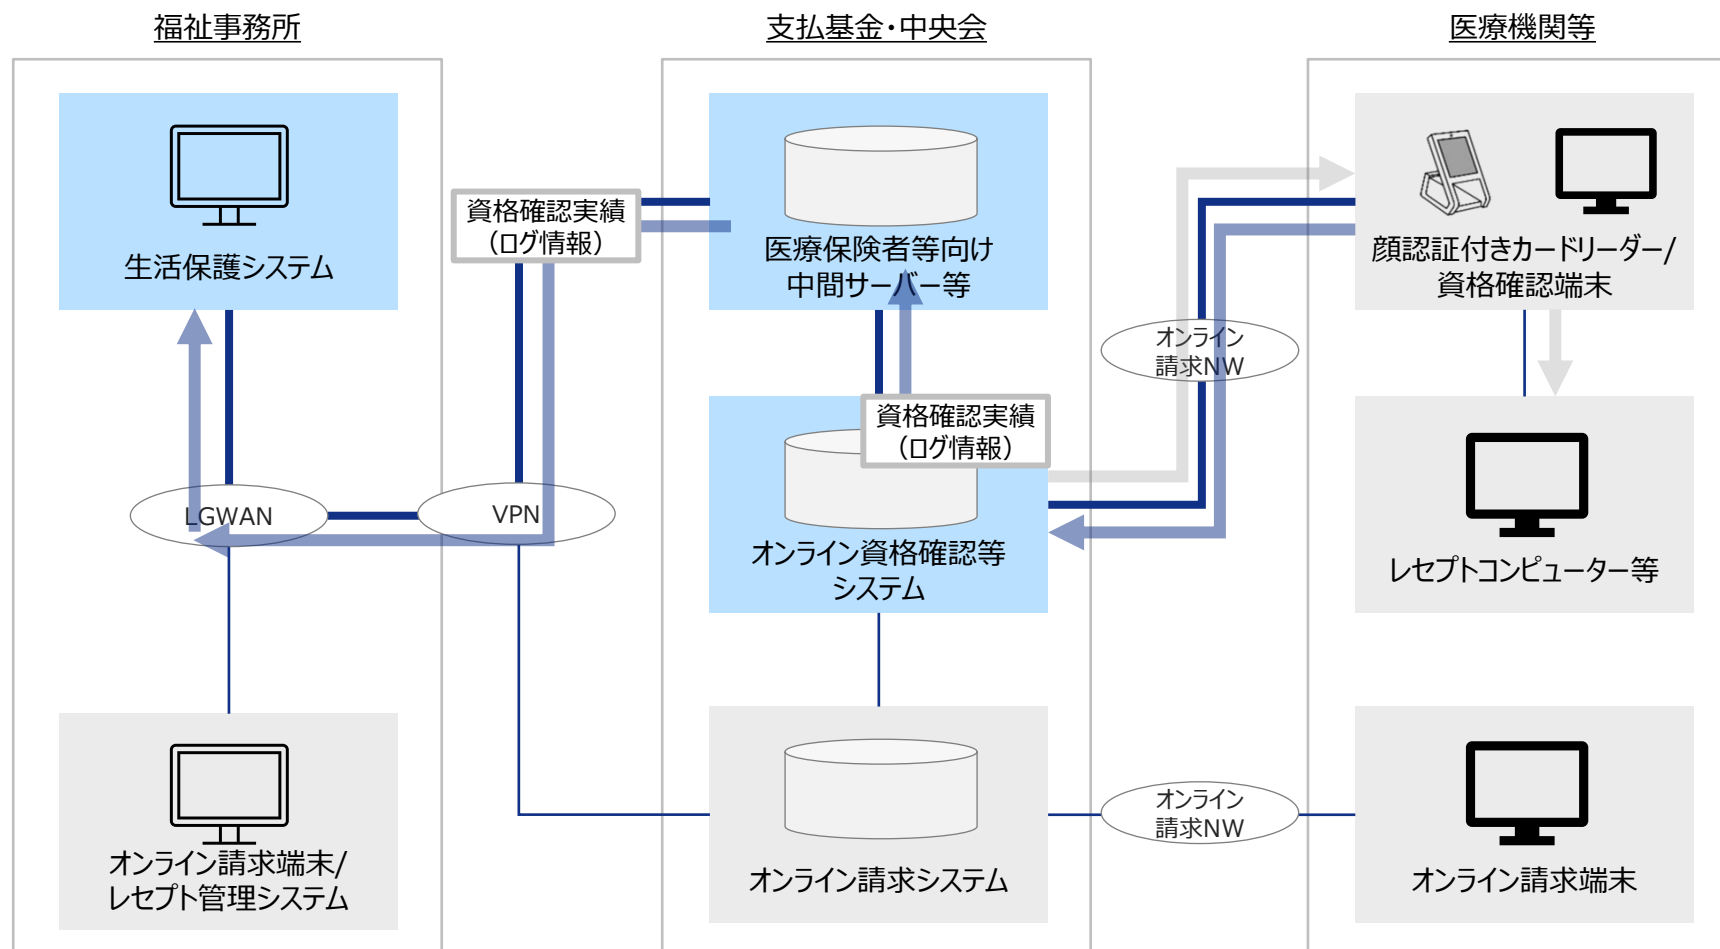 福祉事務所
支払基金・中央会
医療機関等
生活保護システム
資格確認実績
（ログ情報）
医療保険者等向け
中間サーバー等
顔認証付きカードリーダー/
資格確認端末
オンライン
請求NW
資格確認実績
（ログ情報）
LGWAN
VPN
オンライン資格確認等
システム
レセプトコンピューター等
オンライン請求端末/
レセプト管理システム
オンライン請求システム
オンライン
請求NW
オンライン請求端末